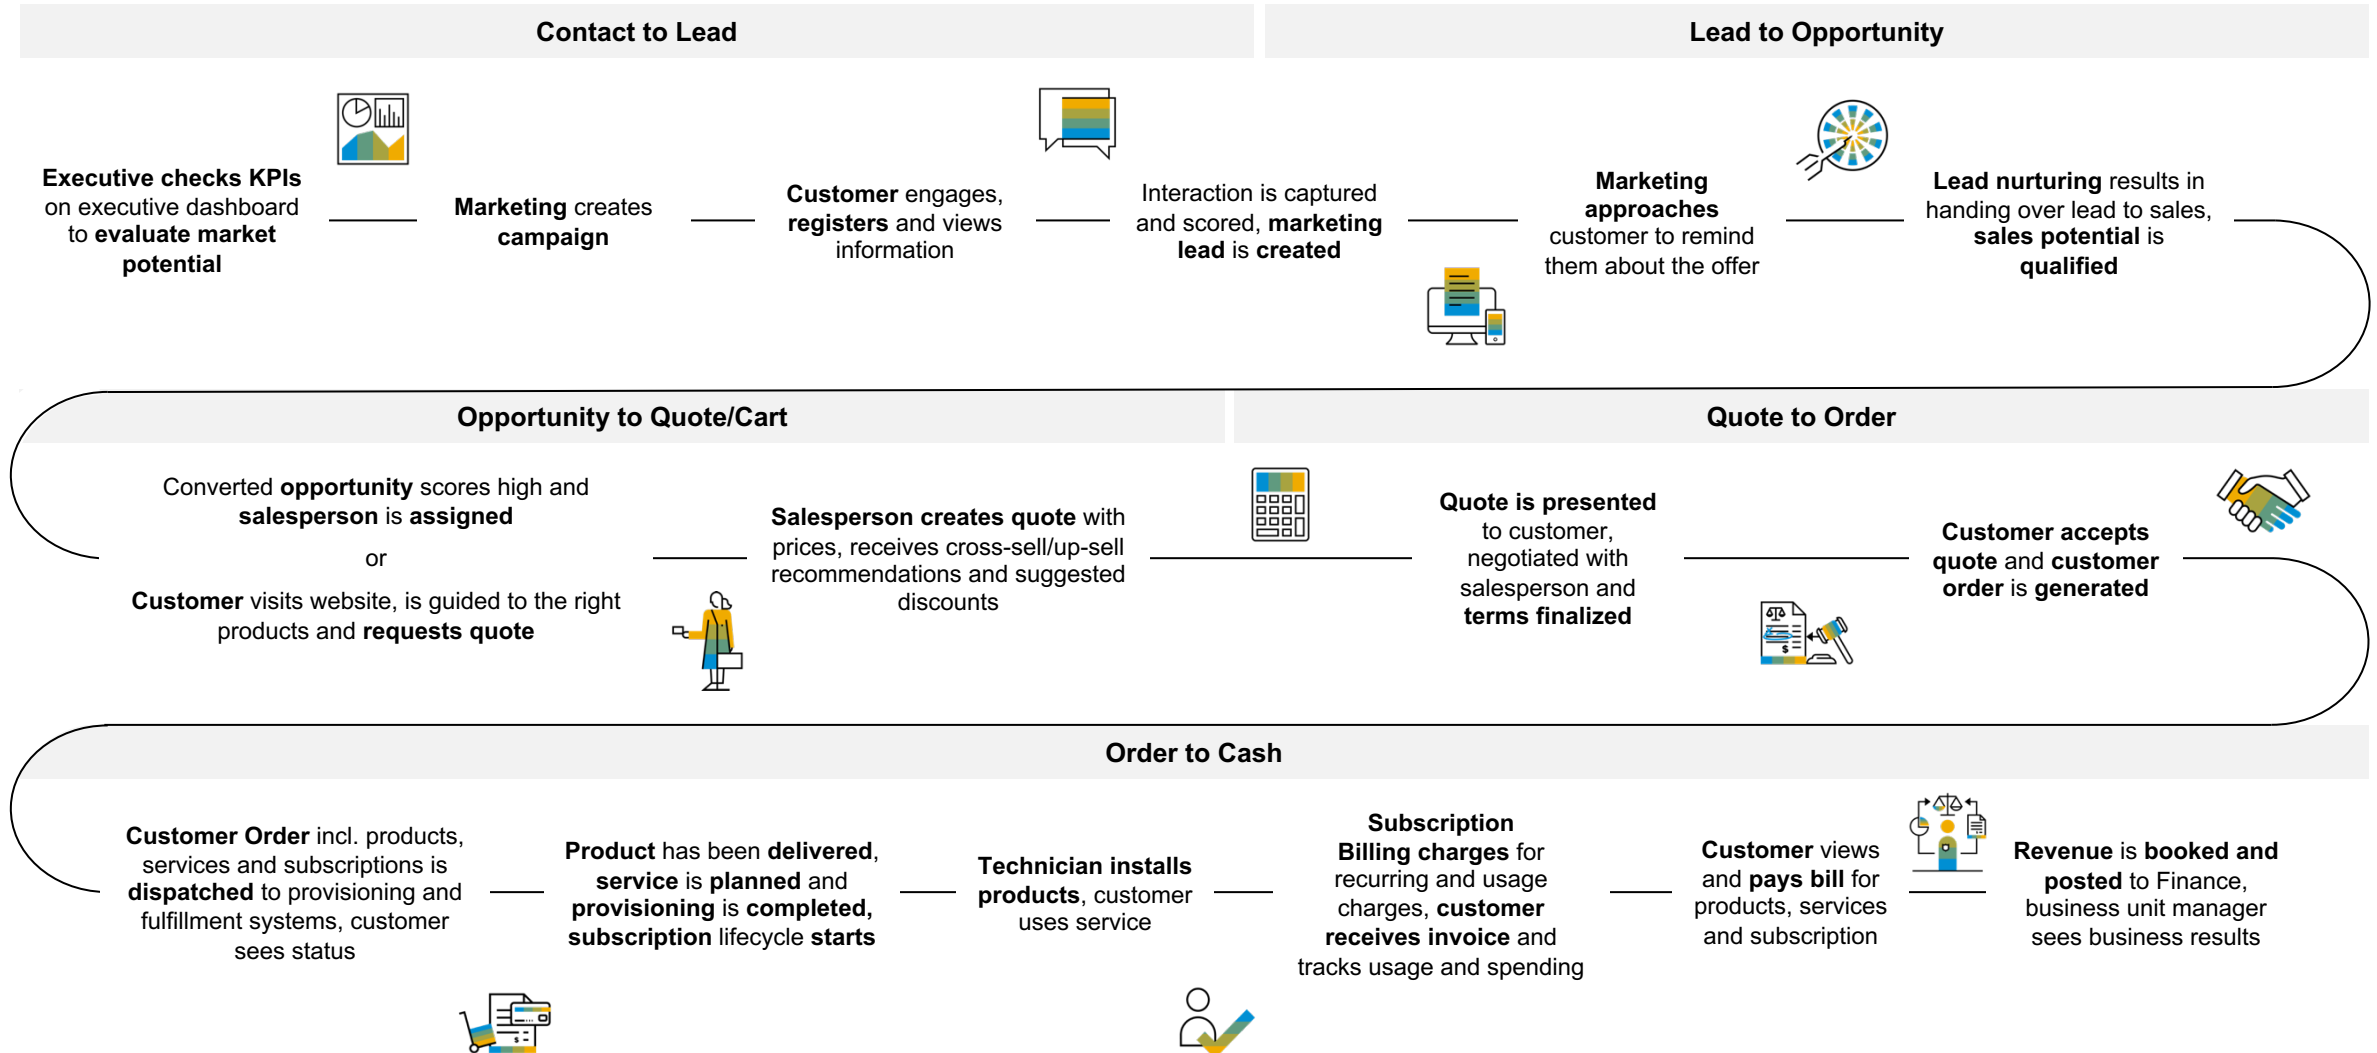 Contact to Lead
Lead to Opportunity
Executive checks KPIs
on executive dashboard
to evaluate market
potential
Marketing creates
campaign
Customer engages,
registers and views
information
Interaction is captured
and scored, marketing
lead is created
Marketing
approaches
customer to remind
them about the offer
Lead nurturing results in
handing over lead to sales,
sales potential is
qualified
Opportunity to Quote/Cart
Quote to Order
Converted opportunity scores high and
salesperson is assigned
or
Customer visits website, is guided to the right
products and requests quote
Salesperson creates quote with
prices, receives cross-sell/up-sell
recommendations and suggested
discounts
Quote is presented
to customer,
negotiated with
salesperson and
terms finalized
$
Customer accepts
quote and customer
order is generated
Order to Cash
Customer Order incl. products,
services and subscriptions is
dispatched to provisioning and
fulfillment systems, customer
sees status
$
Product has been delivered,
service is planned and
provisioning is completed,
subscription lifecycle starts
Technician installs
products, customer
uses service
Subscription
Billing charges for
recurring and usage
charges, customer
receives invoice and
tracks usage and spending
Customer views
and pays bill for
products, services
and subscription
Revenue is booked and
posted to Finance,
business unit manager
sees business results